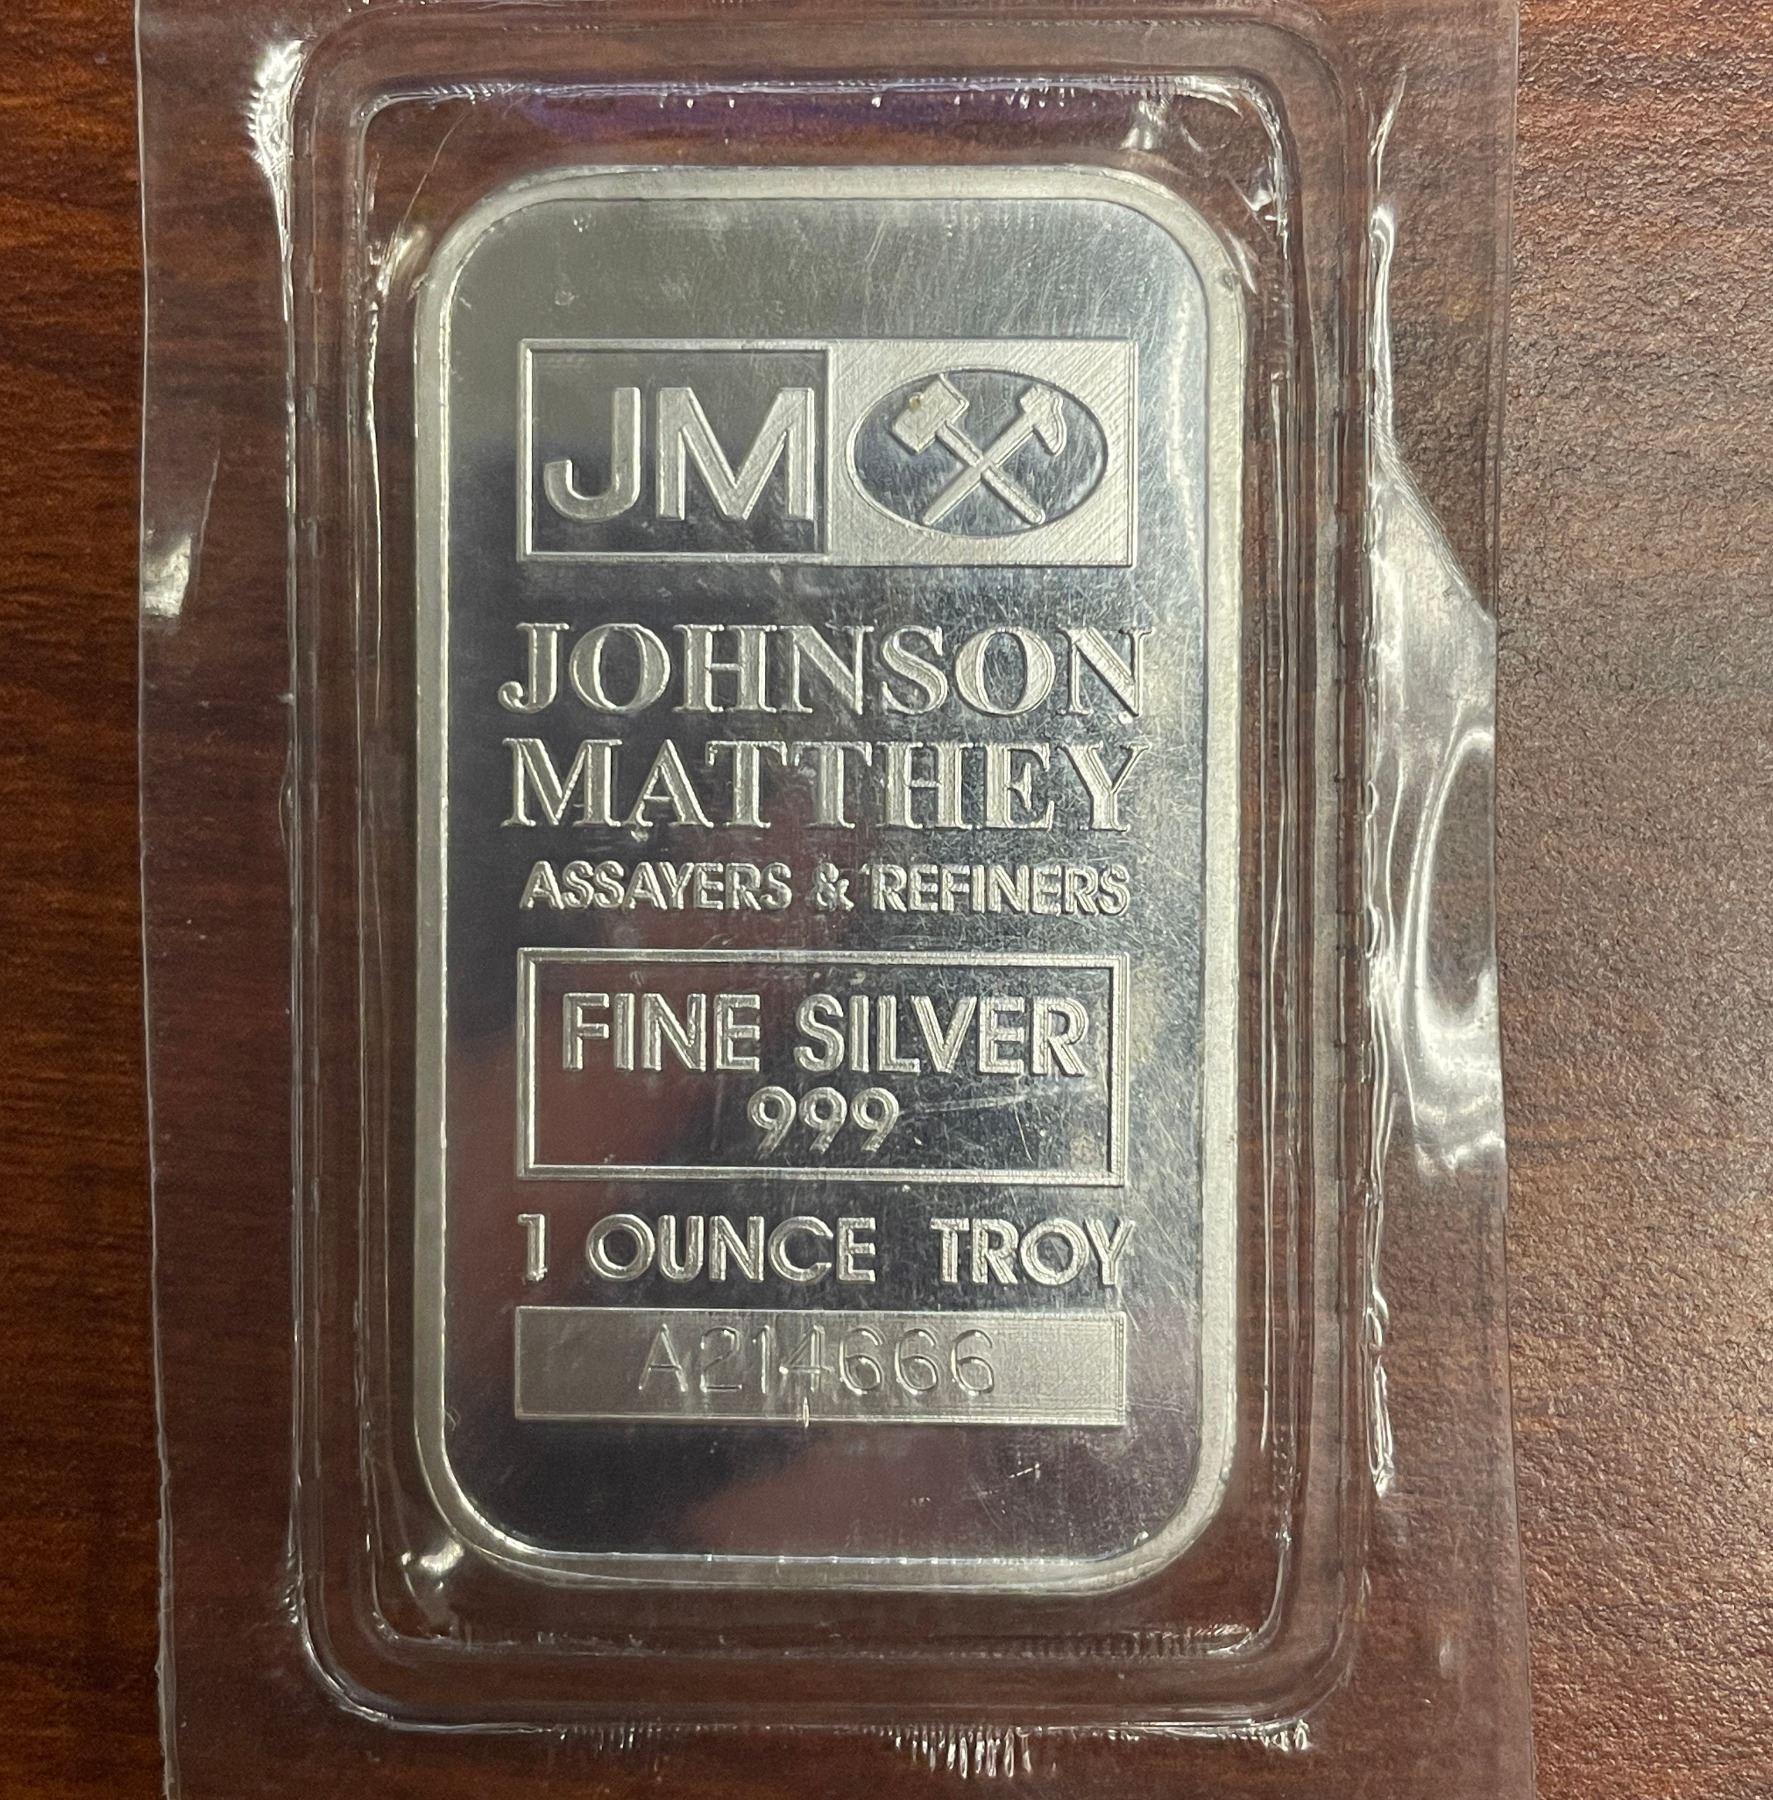 JM
JOHNSON
MATTHEY
ASSAYERS & REFINERS
FINE SILVER
999
1 OUNCE TROY
A214666